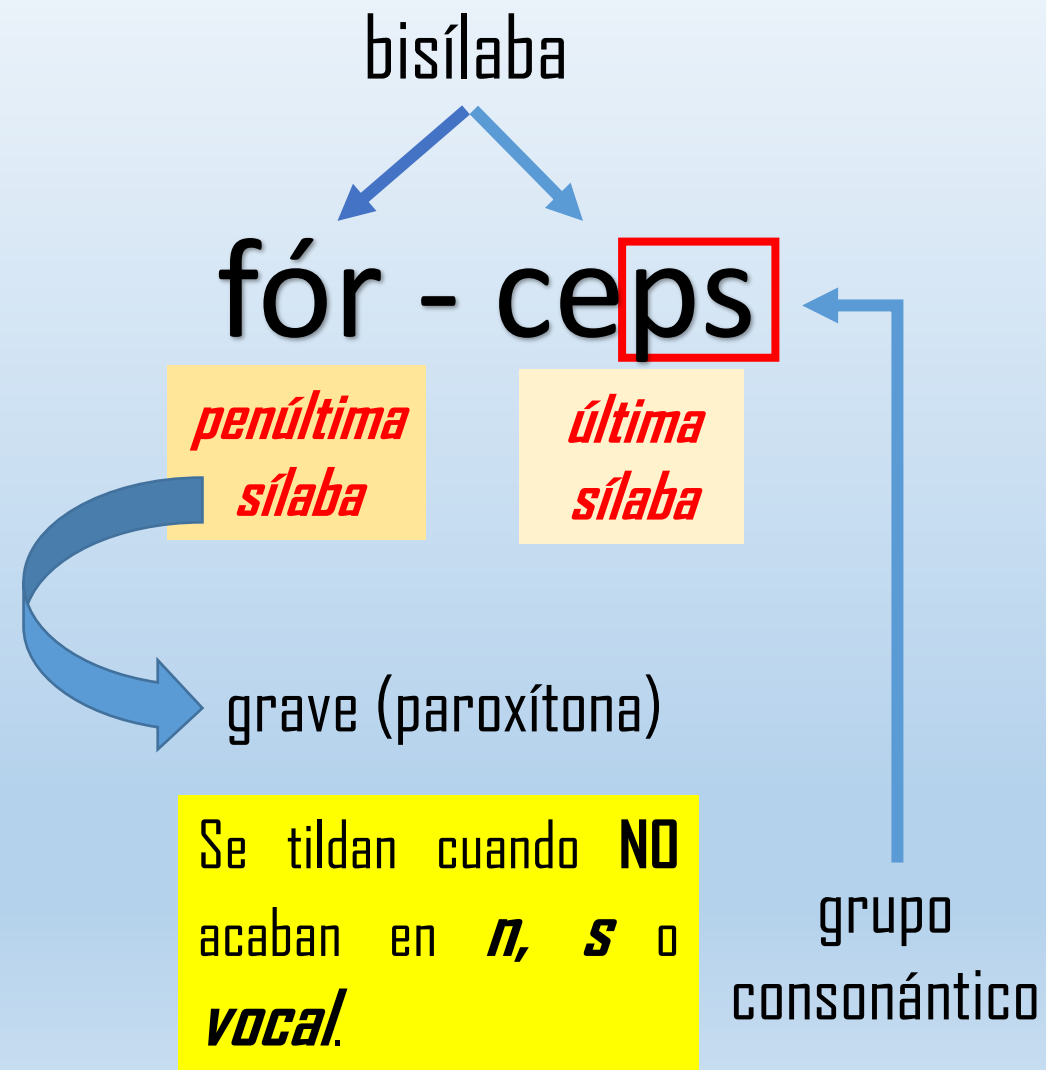 bisílaba
fór - ceps
penúltima
sílaba
última
sílaba
grave (paroxítona)
Se tildan cuando NO
acaban en n, s o
vocal.
grupo
consonántico